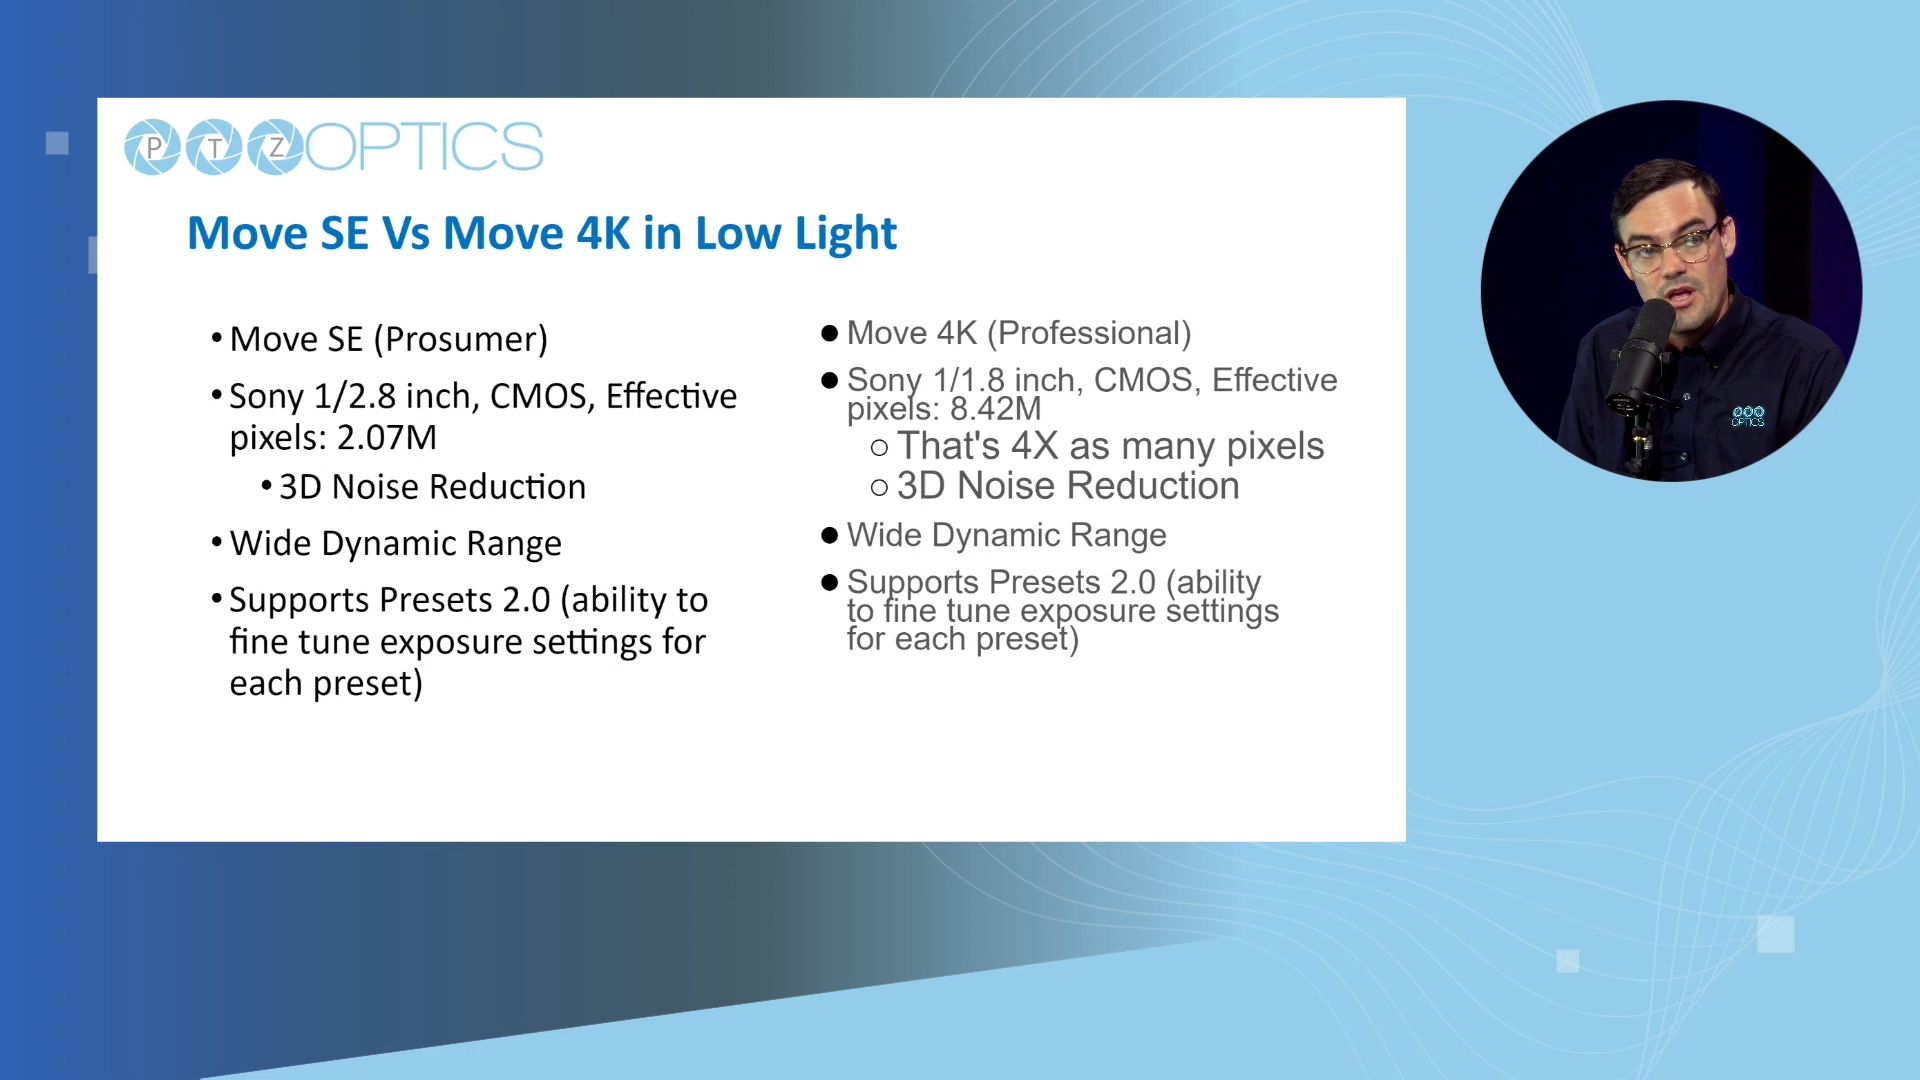 PTZOPTICS
Move SE Vs Move 4K in Low Light
• Move SE (Prosumer)
• Sony 1/2.8 inch, CMOS, Effective
pixels: 2.07M
• 3D Noise Reduction
• Wide Dynamic Range
• Supports Presets 2.0 (ability to
fine tune exposure settings for
each preset)
● Move 4K (Professional)
● Sony 1/1.8 inch, CMOS, Effective
pixels: 8.42M
○ That's 4X as many pixels
○ 3D Noise Reduction
● Wide Dynamic Range
● Supports Presets 2.0 (ability
to fine tune exposure settings
for each preset)
OPTICS